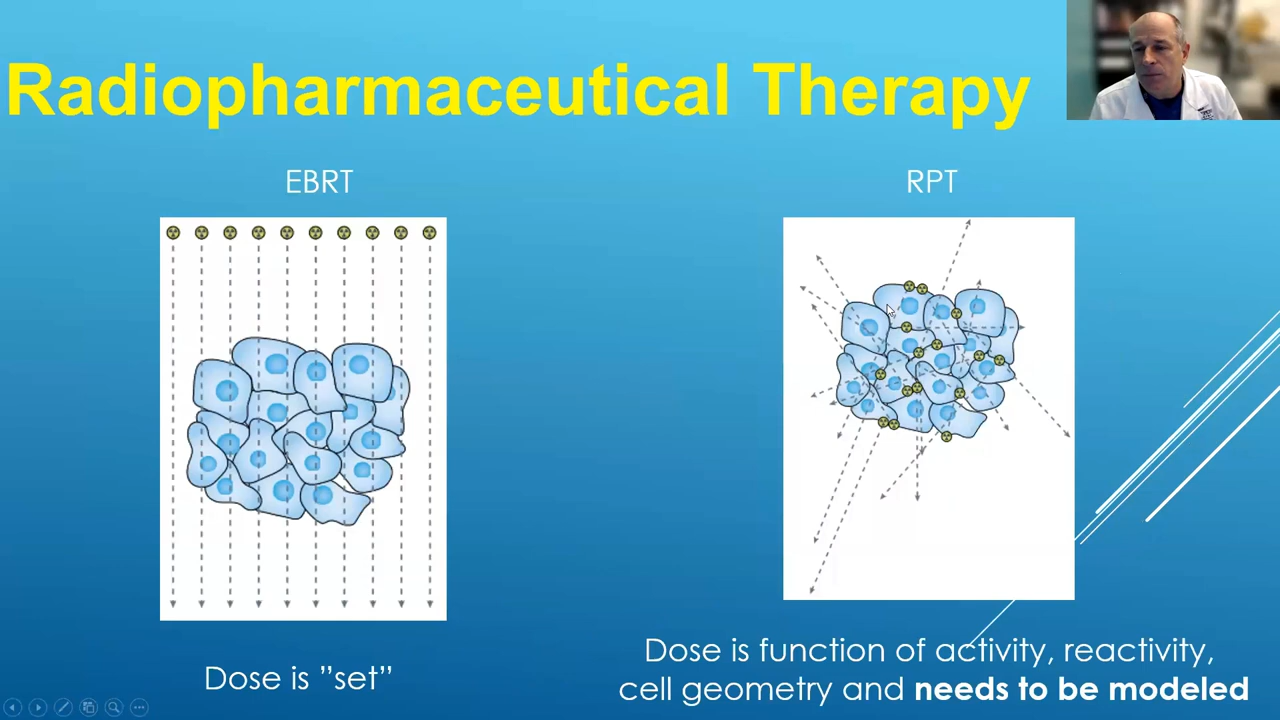 Radiopharmaceutical Therapy
EBRT
RPT
Dose is ”set”
Dose is function of activity, reactivity,
cell geometry and needs to be modeled